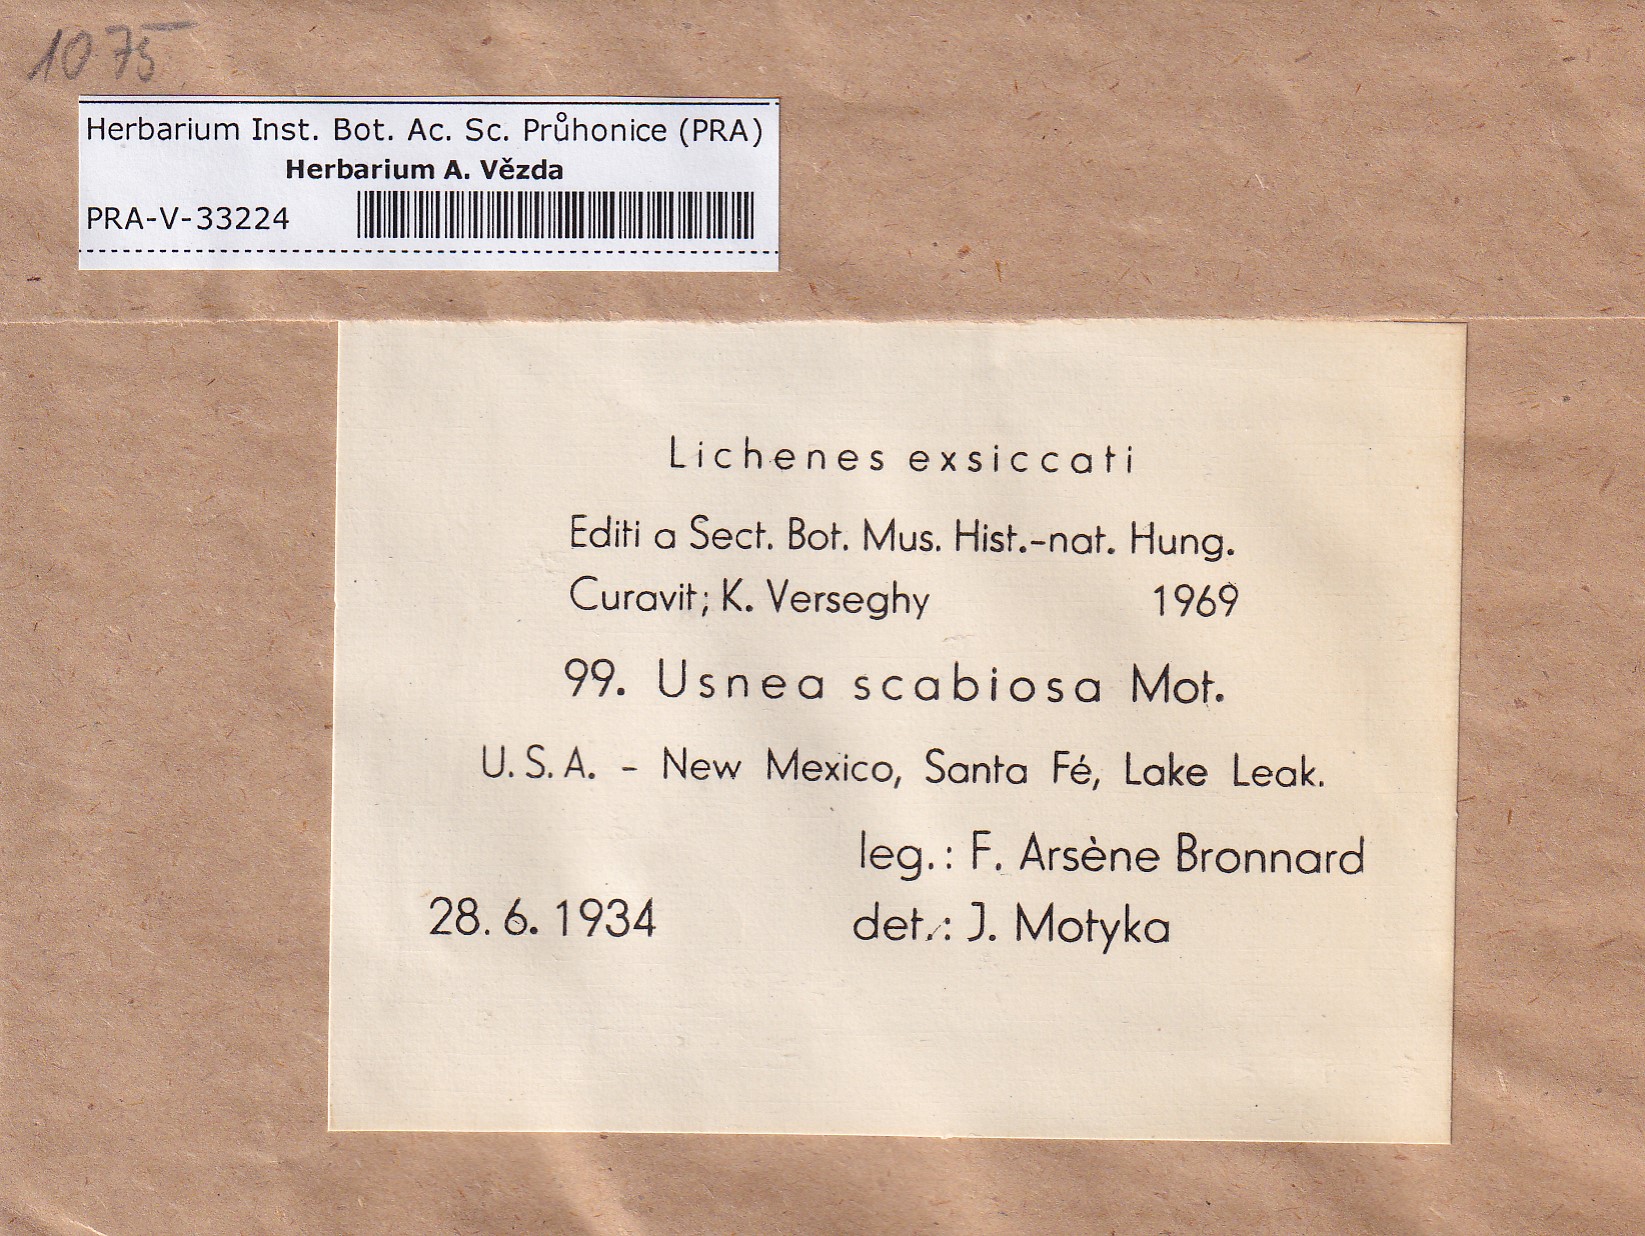 1075
Herbarium Inst. Bot. Ac. Sc. Průhonice (PRA)
Herbarium A. Vězda
PRA-V-33224
Lichenes exsiccati
Editi a Sect. Bot. Mus. Hist.-nat. Hung.
Curavit; K. Verseghy 1969
99. Usnea scabiosa Mot.
U. S. A. - New Mexico, Santa Fé, Lake Leak.
leg.: F. Arsène Bronnard
28. 6. 1934 det.: J. Motyka